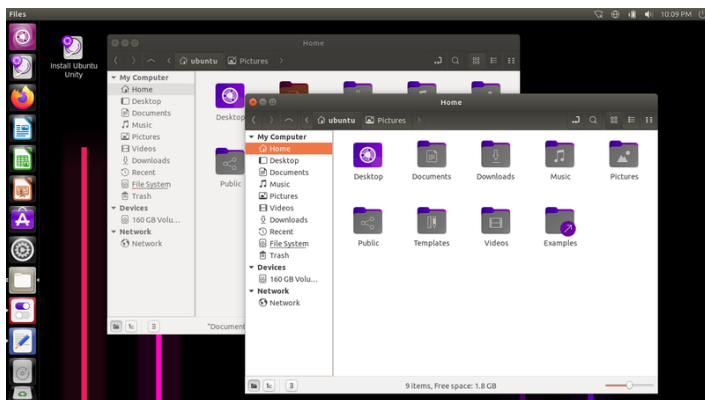 Files
10:09 PM
Install Ubuntu
Unity
Home
ubuntu
Pictures
My Computer
Home
Desktop
Documents
Music
Pictures
Videos
Downloads
Recent
File System
Trash
Devices
160 GB Volu...
Network
Network
Desktop
Public
"Document
Home
ubuntu
Pictures
My Computer
Home
Desktop
Documents
Music
Pictures
Videos
Downloads
Recent
File System
Trash
Devices
160 GB Volu...
Network
Network
Desktop Documents Downloads Music Pictures
Public Templates Videos Examples
9 items, Free space: 1.8 GB